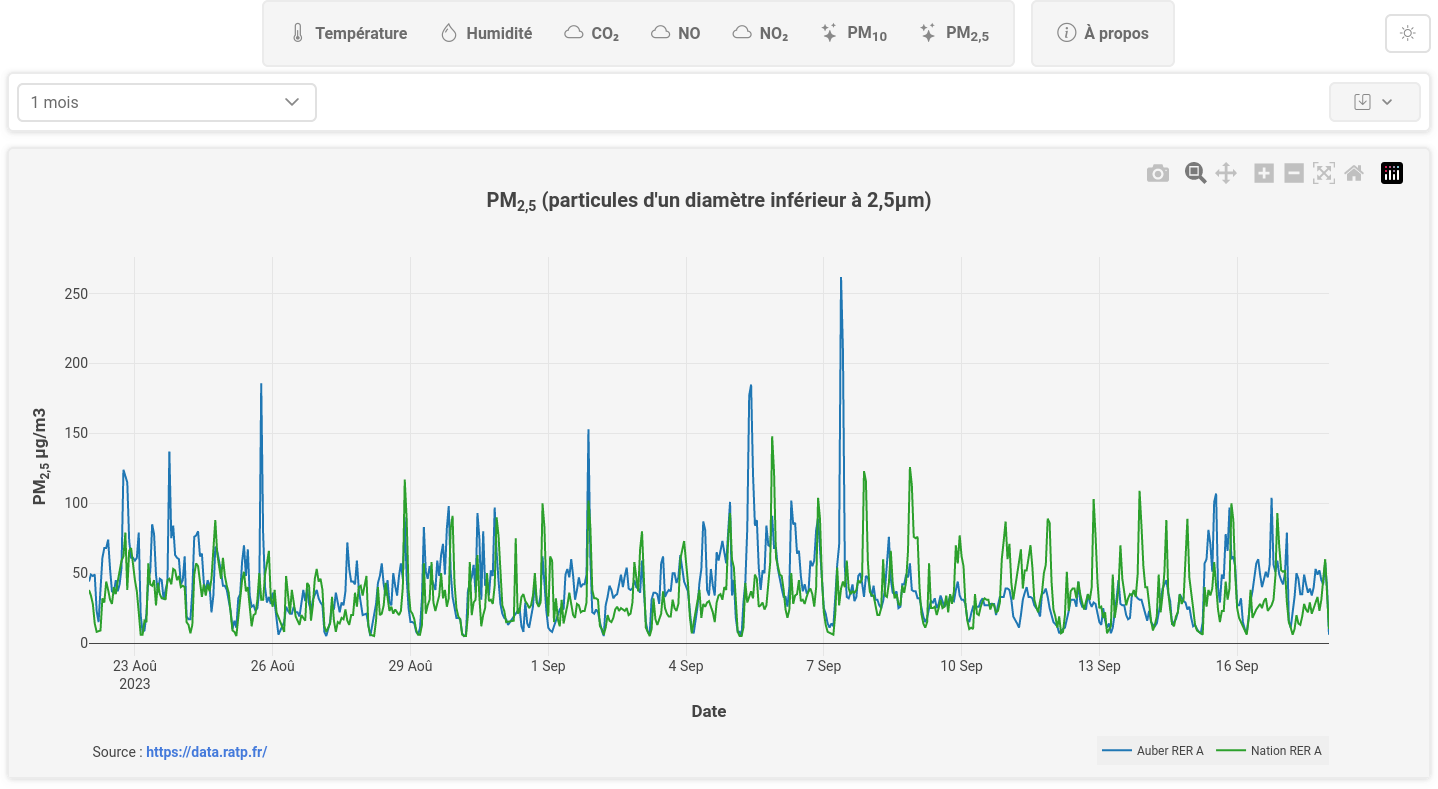 Température Humidité CO₂ NO NO₂ PM10 PM2,5 À propos
1 mois
PM2,5 (particules d'un diamètre inférieur à 2,5μm)
PM2,5 μg/m3
250
200
150
100
50
0
23 Aoû 26 Aoû 29 Aoû 1 Sep 4 Sep 7 Sep 10 Sep 13 Sep 16 Sep
2023
Date
Source : https://data.ratp.fr/
Auber RER A Nation RER A